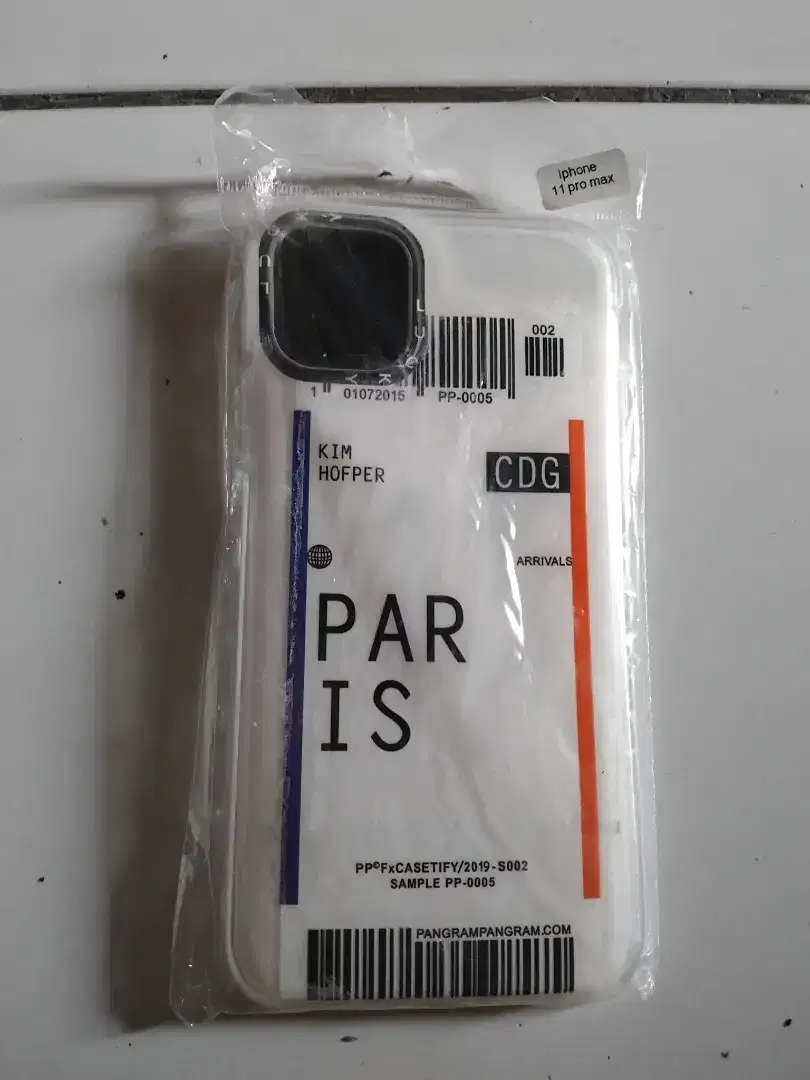 iphone
11 pro max
002
1 01072015 PP-0005
KIM
HOFPER
CDG
ARRIVALS
PAR
IS
PP©FxCASETIFY/2019-S002
SAMPLE PP-0005
PANGRAMPANGRAM.COM